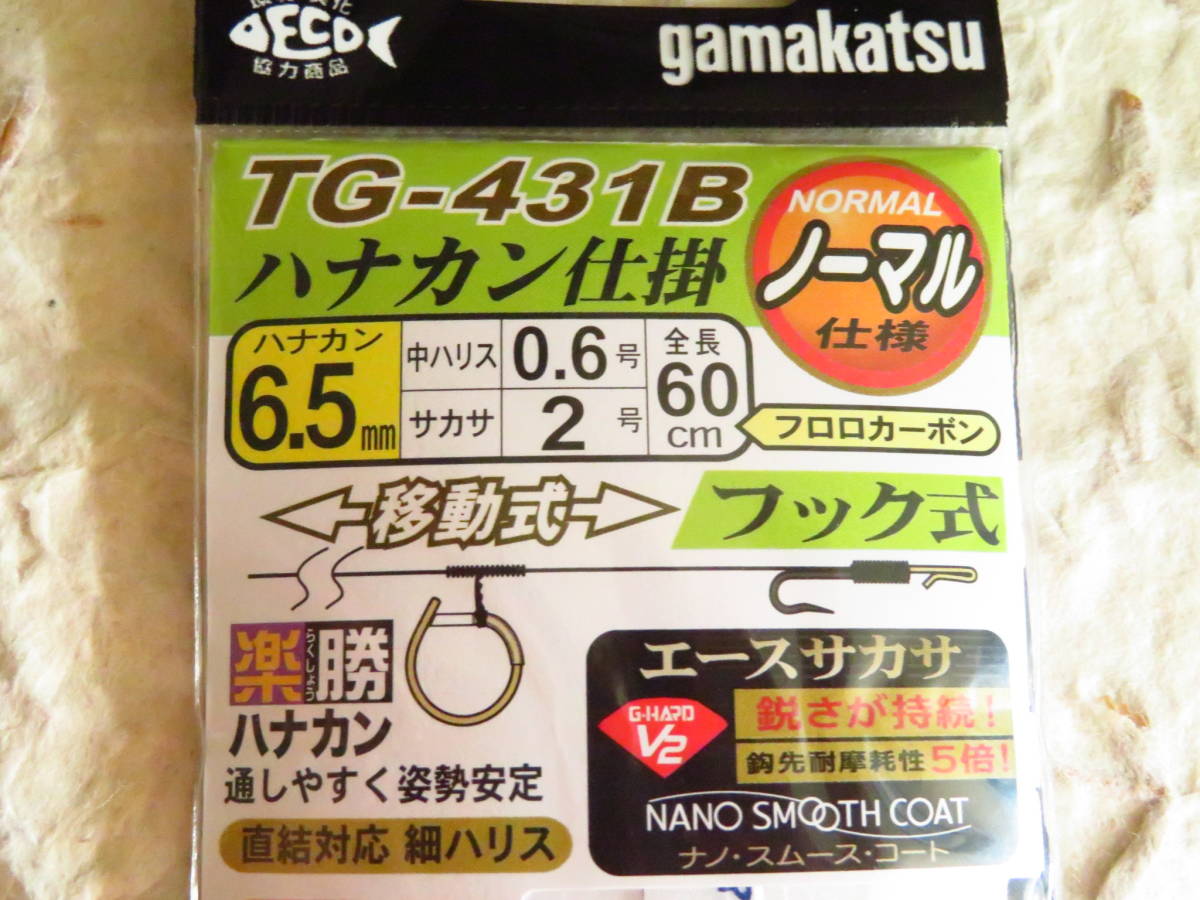 ECO
協力商品
gamakatsu
TG-431B
ハナカン仕掛
NORMAL
ノーマル
仕様
ハナカン
6.5mm
中ハリス 0.6号
サカサ 2号
全長
60
cm
フロロカーボン
移動式
フック式
楽勝
らくしょう
ハナカン
通しやすく姿勢安定
直結対応 細ハリス
エースサカサ
G-HARD
V2
鋭さが持続!
鈎先耐摩耗性5倍!
NANO SMOOTH COAT
ナノ・スムース・コート